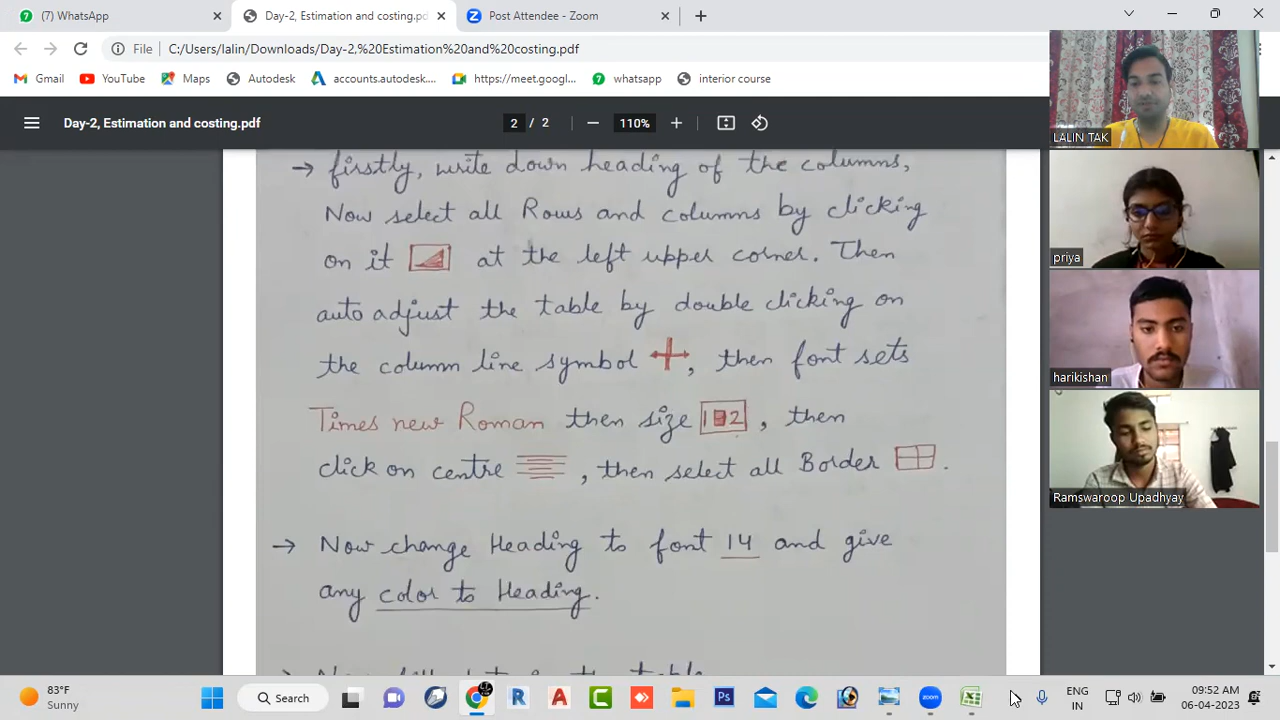 (7) WhatsApp
Day-2, Estimation and costing.pd
Post Attendee - Zoom
File
C:/Users/lalin/Downloads/Day-2,%20Estimation%20and%20costing.pdf
Gmail
YouTube
Maps
Autodesk
accounts.autodesk....
https://meet.googl...
whatsapp
interior course
Day-2, Estimation and costing.pdf
2 / 2
110%
→ firstly, write down heading of the columns,
Now select all Rows and columns by clicking
on it at the left upper corner. Then
auto adjust the table by double clicking on
the column line symbol , then font sets
Times new Roman then size 12 , then
click on centre , then select all Border .
→ Now change Heading to font 14 and give
any color to Heading.
LALIN TAK
priya
harikishan
Ramswaroop Upadhyay
83°F
Sunny
Search
ENG
IN
09:52 AM
06-04-2023